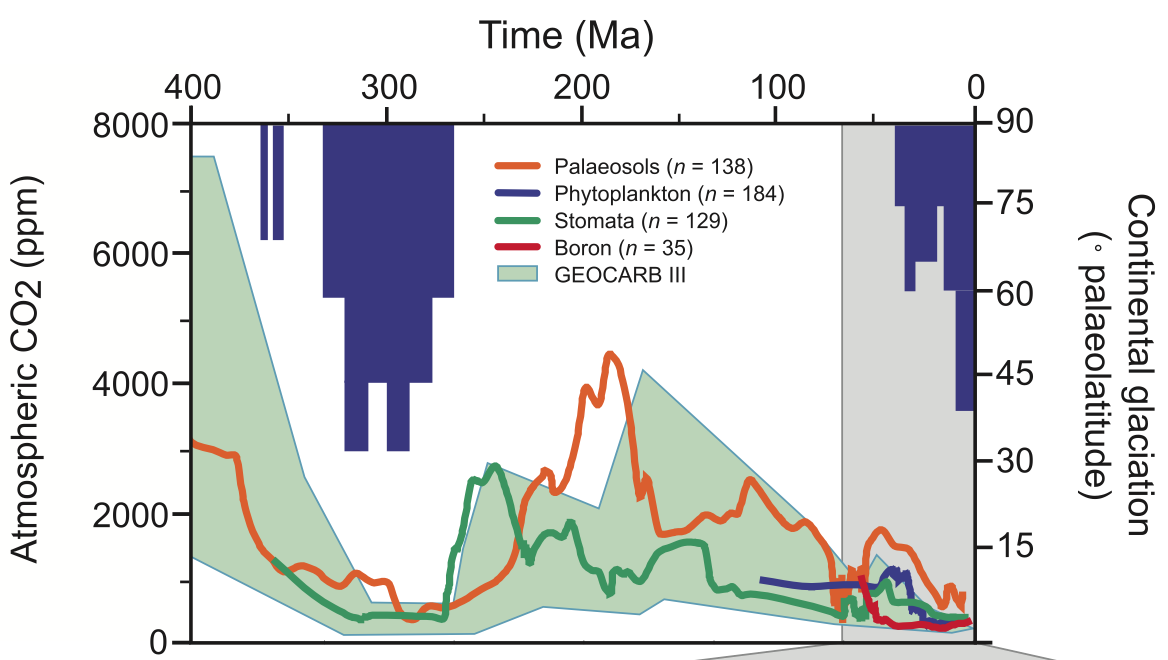 Time (Ma)
400 300 200 100 0
8000
6000
4000
2000
0
Atmospheric CO2 (ppm)
Palaeosols (n = 138)
Phytoplankton (n = 184)
Stomata (n = 129)
Boron (n = 35)
GEOCARB III
90
75
60
45
30
15
Continental glaciation
(° palaeolatitude)